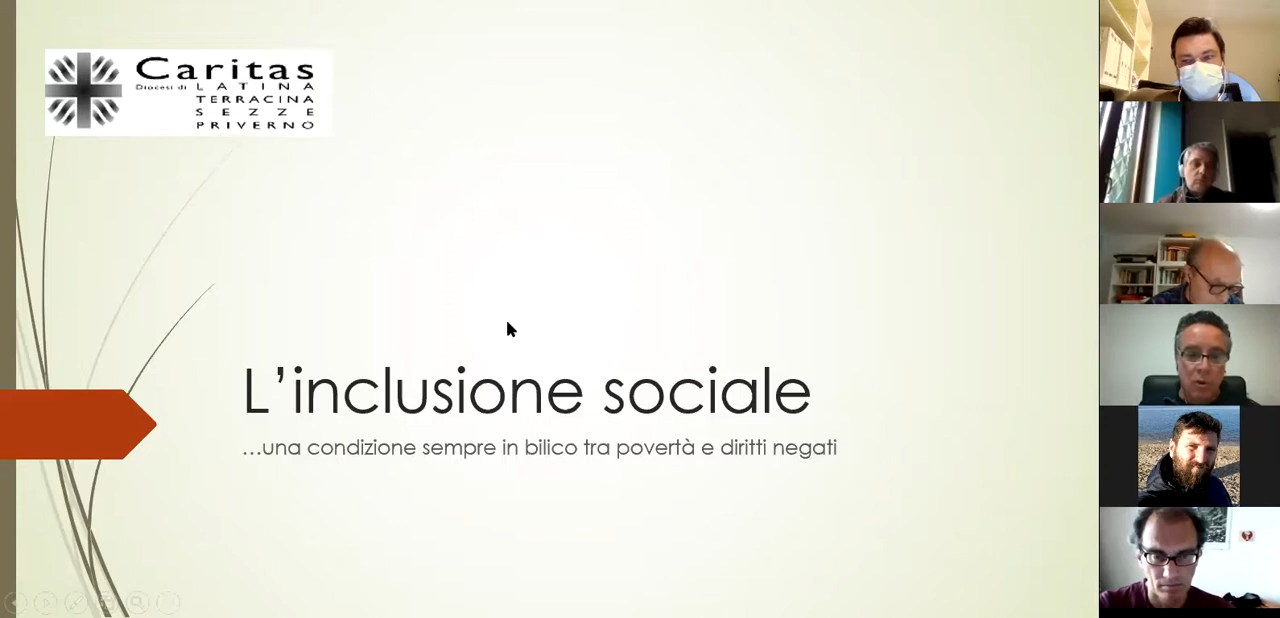 Caritas
Diocesi di LATINA
TERRACINA
SEZZE
PRIVERNO
L'inclusione sociale
…una condizione sempre in bilico tra povertà e diritti negati